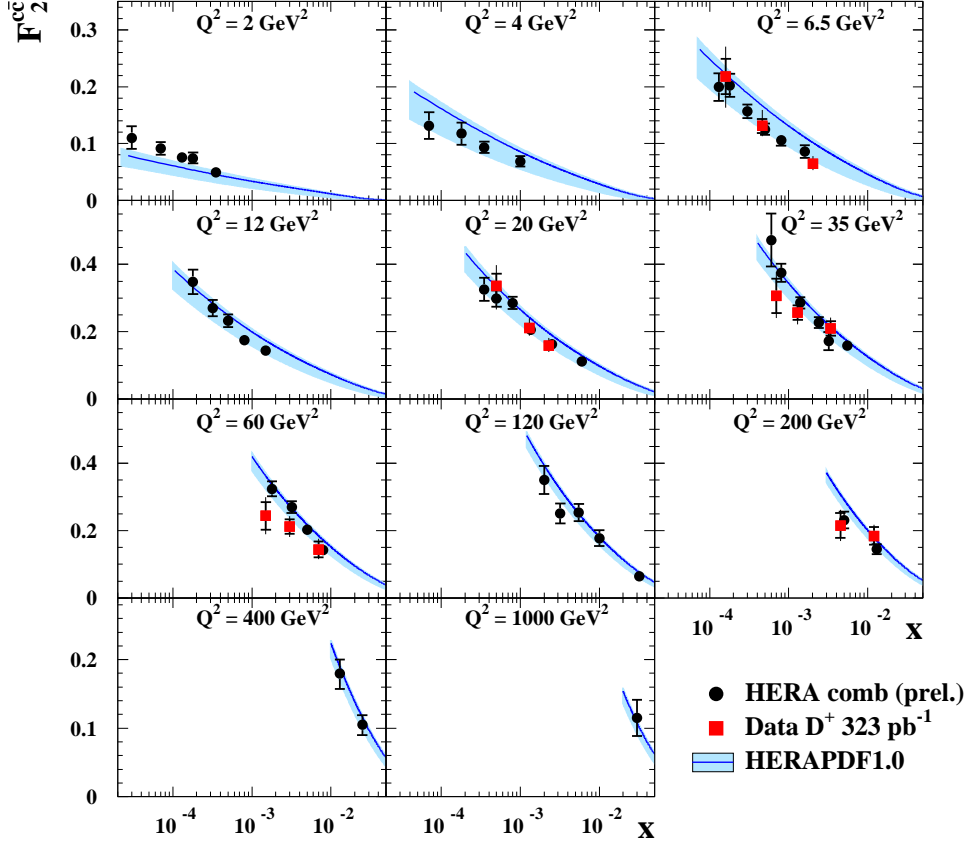 F₂^cc̄
Q² = 2 GeV²
Q² = 4 GeV²
Q² = 6.5 GeV²
0.3
0.2
0.1
0
Q² = 12 GeV²
Q² = 20 GeV²
Q² = 35 GeV²
0.4
0.2
0
Q² = 60 GeV²
Q² = 120 GeV²
Q² = 200 GeV²
0.4
0.2
0
10⁻⁴ 10⁻³ 10⁻²
x
Q² = 400 GeV²
Q² = 1000 GeV²
0.2
0.1
0
10⁻⁴ 10⁻³ 10⁻²
10⁻⁴ 10⁻³ 10⁻²
x
HERA comb (prel.)
Data D⁺ 323 pb⁻¹
HERAPDF1.0